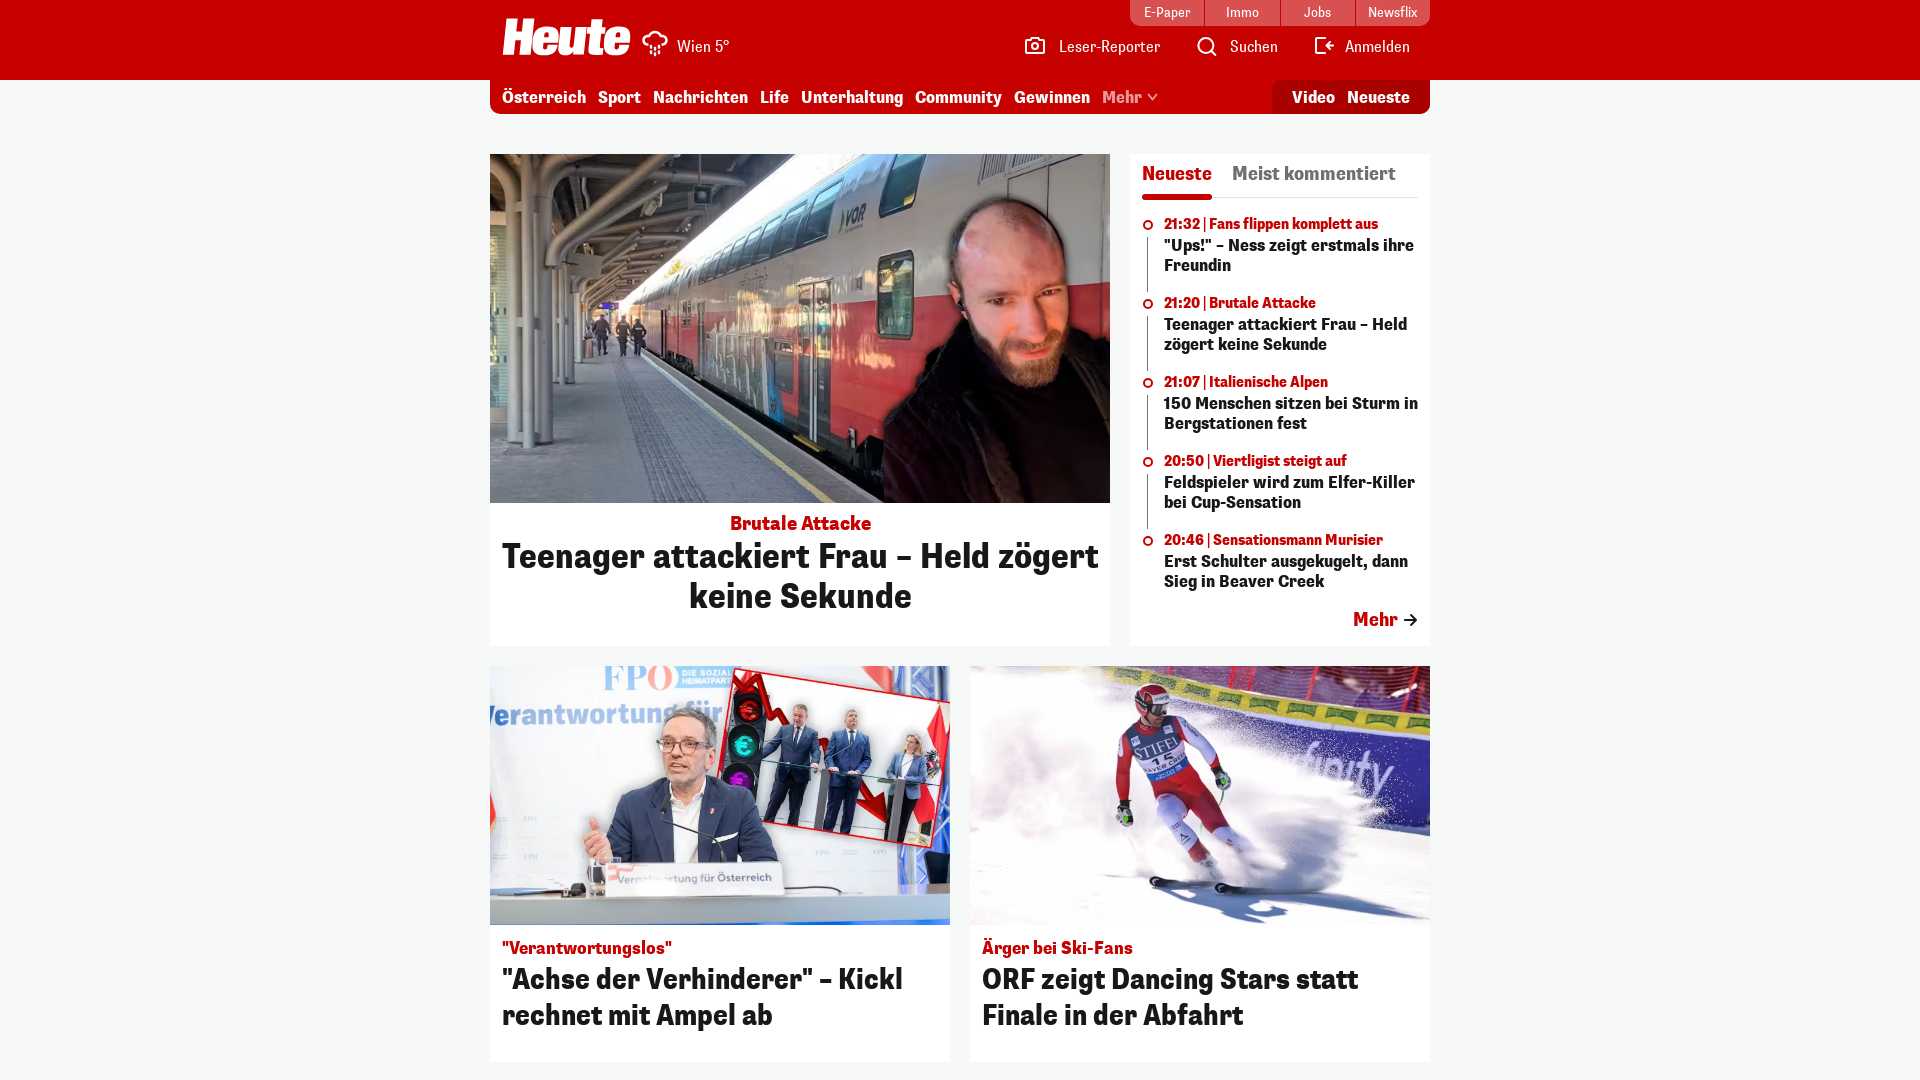 E-Paper
Immo
Jobs
Newsflix
Heute
Wien 5°
Leser-Reporter
Suchen
Anmelden
Österreich
Sport
Nachrichten
Life
Unterhaltung
Community
Gewinnen
Mehr
Video
Neueste
VOR
Brutale Attacke
Teenager attackiert Frau – Held zögert
keine Sekunde
Neueste
Meist kommentiert
21:32 | Fans flippen komplett aus
"Ups!" – Ness zeigt erstmals ihre
Freundin
21:20 | Brutale Attacke
Teenager attackiert Frau – Held
zögert keine Sekunde
21:07 | Italienische Alpen
150 Menschen sitzen bei Sturm in
Bergstationen fest
20:50 | Viertligist steigt auf
Feldspieler wird zum Elfer-Killer
bei Cup-Sensation
20:46 | Sensationsmann Murisier
Erst Schulter ausgekugelt, dann
Sieg in Beaver Creek
Mehr
FPÖ
DIE SOZIAL
HEIMATPART
Verantwortung für
FPÖ
für Österreich
"Verantwortungslos"
"Achse der Verhinderer" – Kickl
rechnet mit Ampel ab
STIFEL
15
Ärger bei Ski-Fans
ORF zeigt Dancing Stars statt
Finale in der Abfahrt